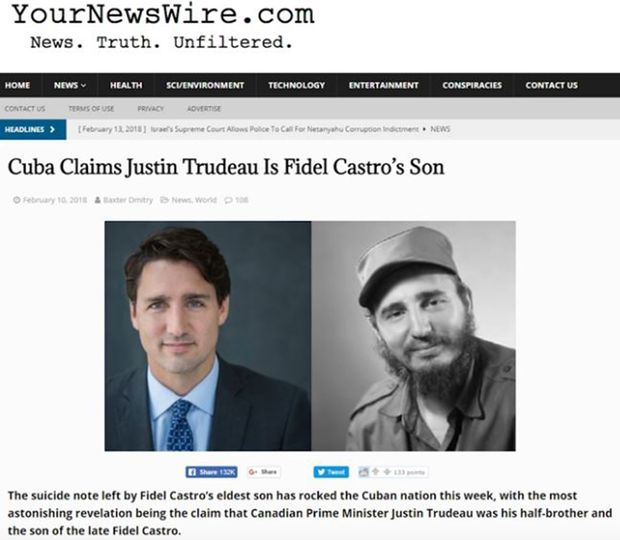 YourNewsWire.com
News. Truth. Unfiltered.
HOME NEWS HEALTH SCI/ENVIRONMENT TECHNOLOGY ENTERTAINMENT CONSPIRACIES CONTACT US
CONTACT US TERMS OF USE PRIVACY ADVERTISE
HEADLINES [ February 13, 2018 ] Israel's Supreme Court Allows Police To Call For Netanyahu Corruption Indictment NEWS
Cuba Claims Justin Trudeau Is Fidel Castro's Son
February 10, 2018 Baxter Dmitry News, World 108
Share 132K G+ Share Tweet 133 points
The suicide note left by Fidel Castro's eldest son has rocked the Cuban nation this week, with the most
astonishing revelation being the claim that Canadian Prime Minister Justin Trudeau was his half-brother and
the son of the late Fidel Castro.